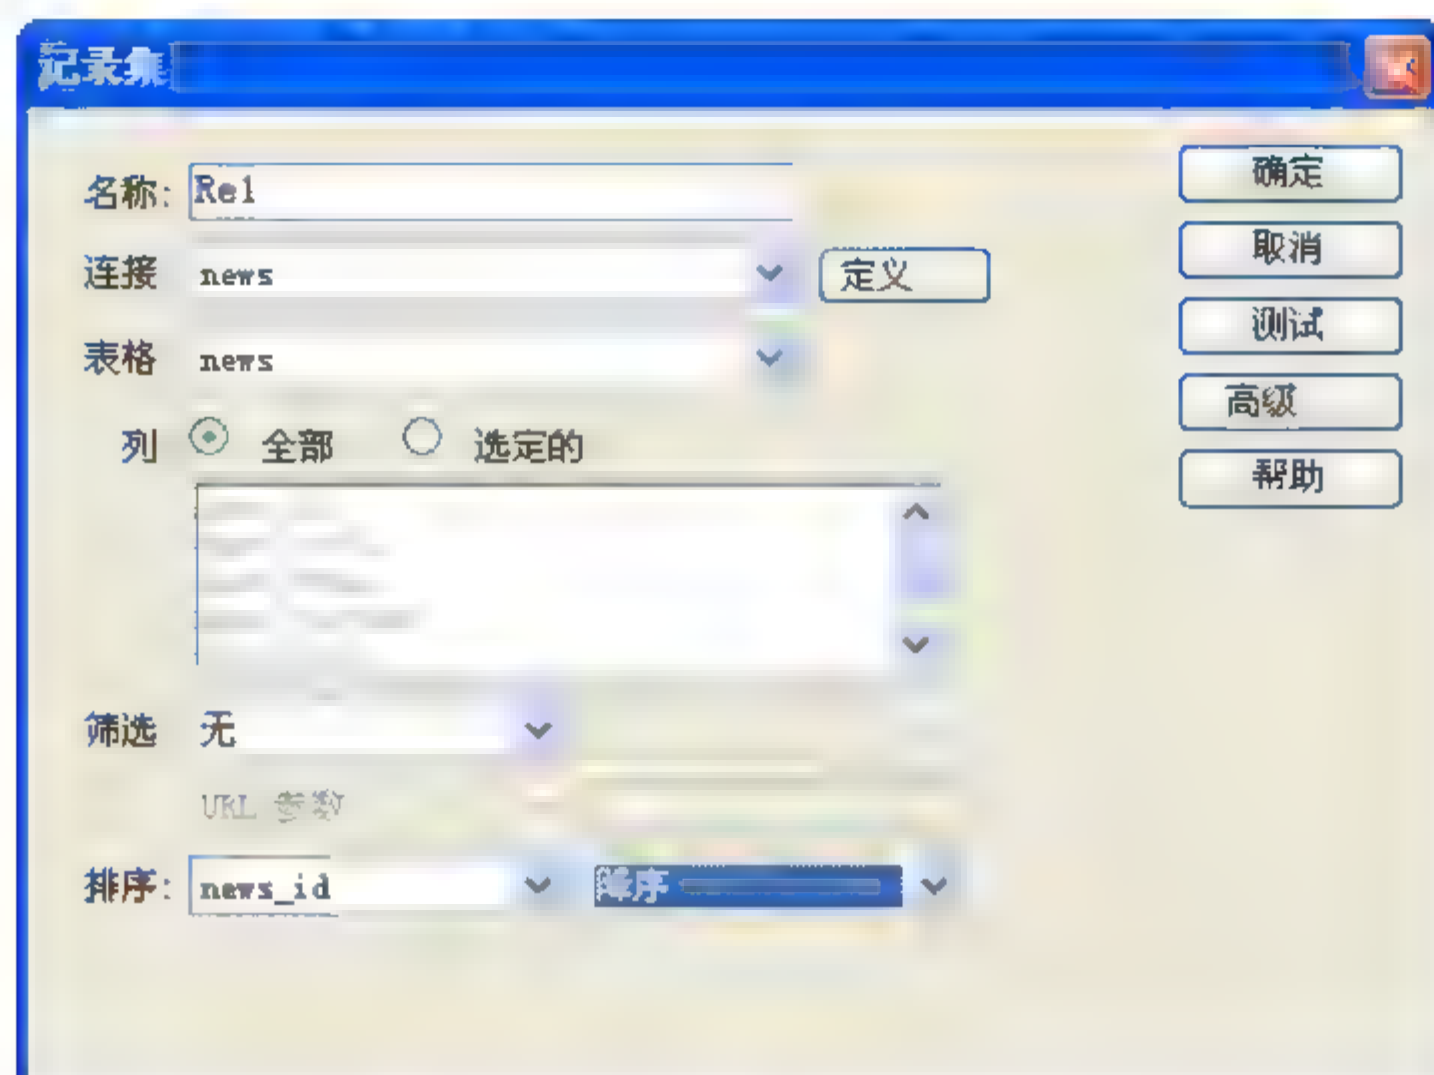 记录集
名称: Re1
确定
连接 news 定义
取消
表格 news
测试
列 全部 选定的
高级
帮助
筛选 无
URL 参数
排序: news_id 降序